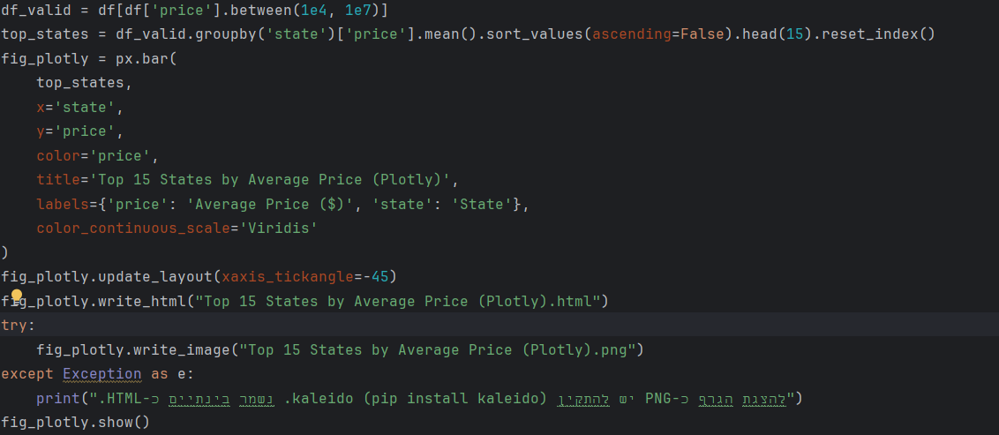 df_valid = df[df['price'].between(1e4, 1e7)]
top_states = df_valid.groupby('state')['price'].mean().sort_values(ascending=False).head(15).reset_index()
fig_plotly = px.bar(
    top_states,
    x='state',
    y='price',
    color='price',
    title='Top 15 States by Average Price (Plotly)',
    labels={'price': 'Average Price ($)', 'state': 'State'},
    color_continuous_scale='Viridis'
)
fig_plotly.update_layout(xaxis_tickangle=-45)
fig_plotly.write_html("Top 15 States by Average Price (Plotly).html")
try:
    fig_plotly.write_image("Top 15 States by Average Price (Plotly).png")
except Exception as e:
    print("להצגת הגרף כ-PNG יש להתקין kaleido (pip install kaleido). נשמר בינתיים כ-HTML.")
fig_plotly.show()